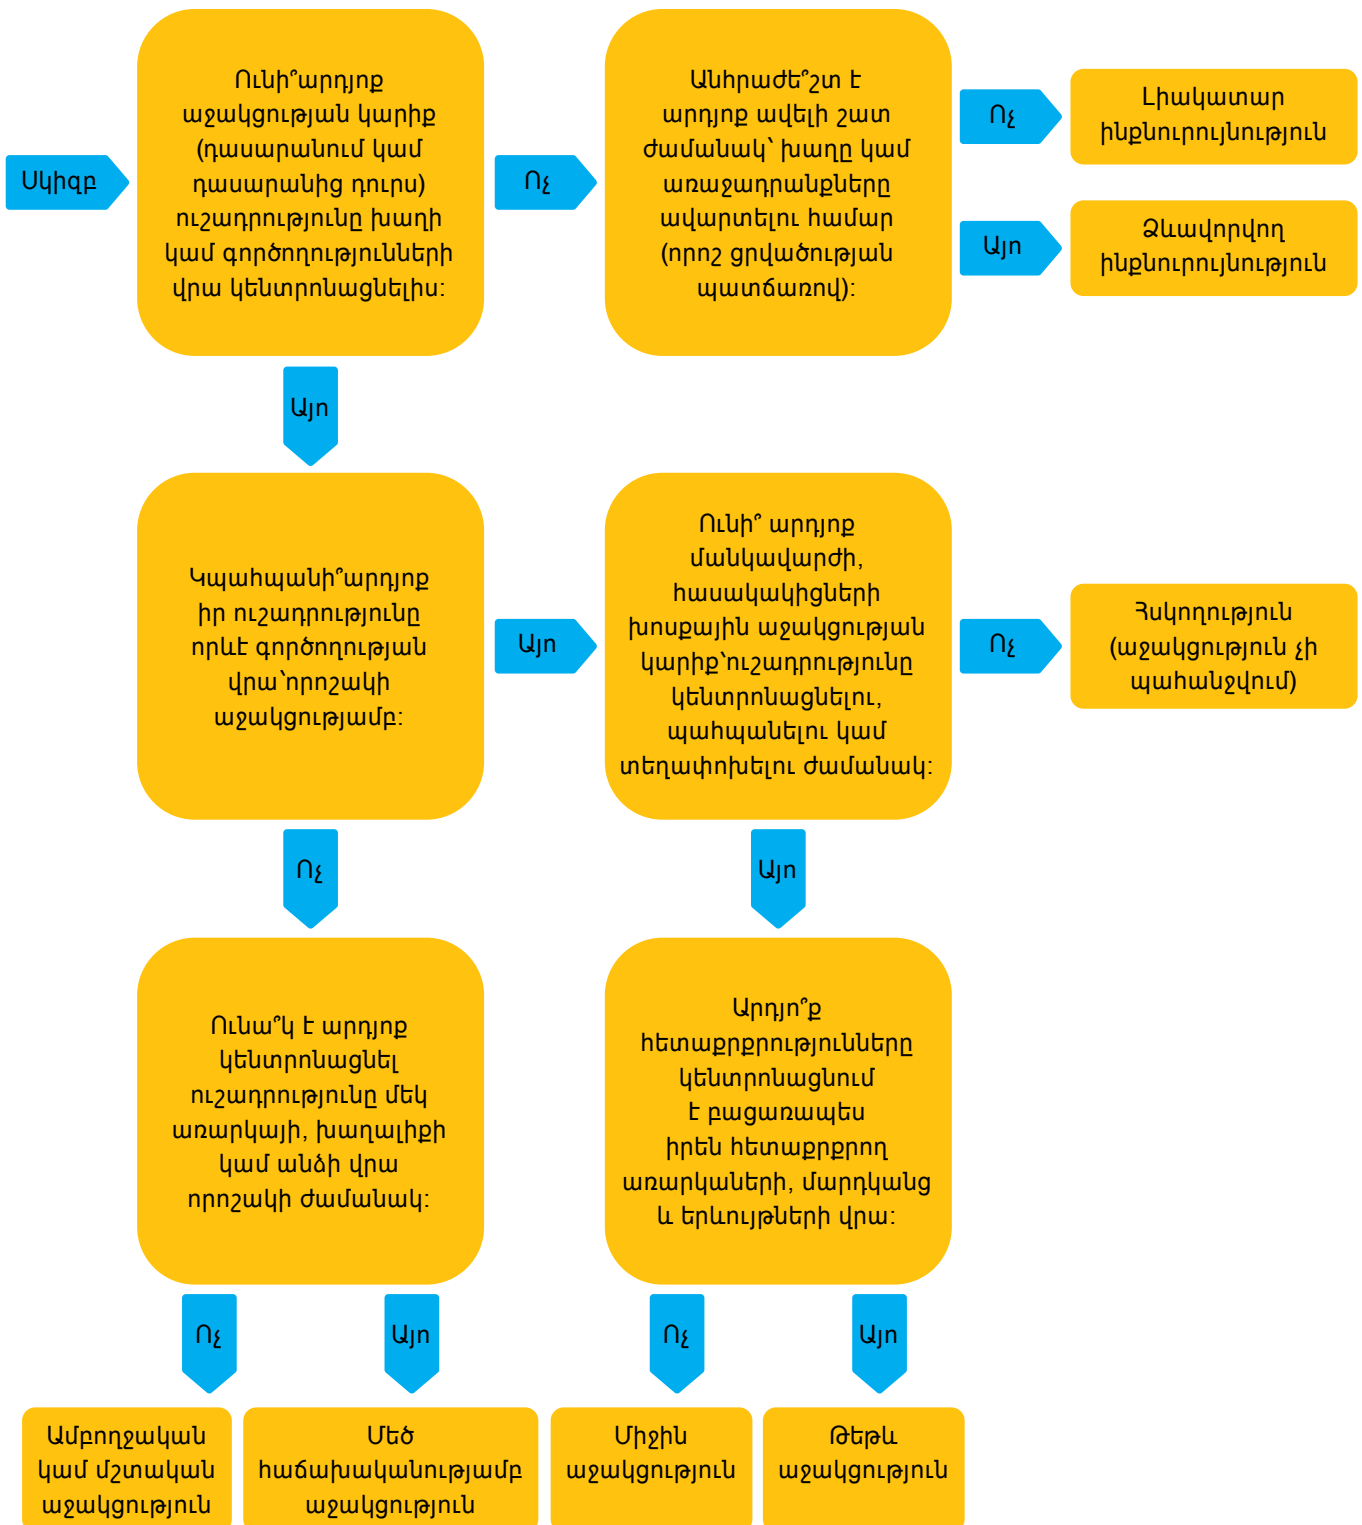 Սկիզբ
Ունի՞արդյոք
աջակցության կարիք
(դասարանում կամ
դասարանից դուրս)
ուշադրությունը խաղի
կամ գործողությունների
վրա կենտրոնացնելիս:
Ոչ
Անհրաժե՞շտ է
արդյոք ավելի շատ
ժամանակ՝ խաղը կամ
առաջադրանքները
ավարտելու համար
(որոշ ցրվածության
պատճառով):
Ոչ
Լիակատար
ինքնուրույնություն
Այո
Ձևավորվող
ինքնուրույնություն
Այո
Կպահպանի՞արդյոք
իր ուշադրությունը
որևէ գործողության
վրա՝որոշակի
աջակցությամբ:
Այո
Ունի՞ արդյոք
մանկավարժի,
հասակակիցների
խոսքային աջակցության
կարիք՝ուշադրությունը
կենտրոնացնելու,
պահպանելու կամ
տեղափոխելու ժամանակ:
Ոչ
Հսկողություն
(աջակցություն չի
պահանջվում)
Ոչ
Այո
Ունա՞կ է արդյոք
կենտրոնացնել
ուշադրությունը մեկ
առարկայի, խաղալիքի
կամ անձի վրա
որոշակի ժամանակ:
Արդյո՞ք
հետաքրքրությունները
կենտրոնացնում
է բացառապես
իրեն հետաքրքրող
առարկաների, մարդկանց
և երևույթների վրա:
Ոչ
Այո
Ոչ
Այո
Ամբողջական
կամ մշտական
աջակցություն
Մեծ
հաճախականությամբ
աջակցություն
Միջին
աջակցություն
Թեթև
աջակցություն